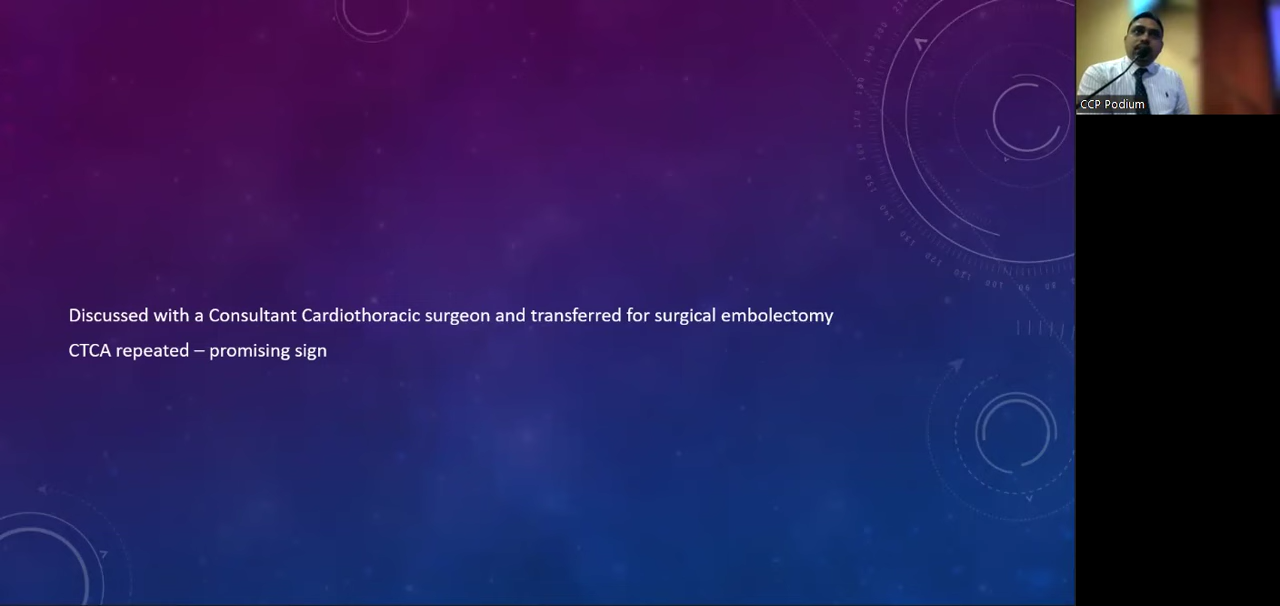 Discussed with a Consultant Cardiothoracic surgeon and transferred for surgical embolectomy
CTCA repeated – promising sign
CCP Podium